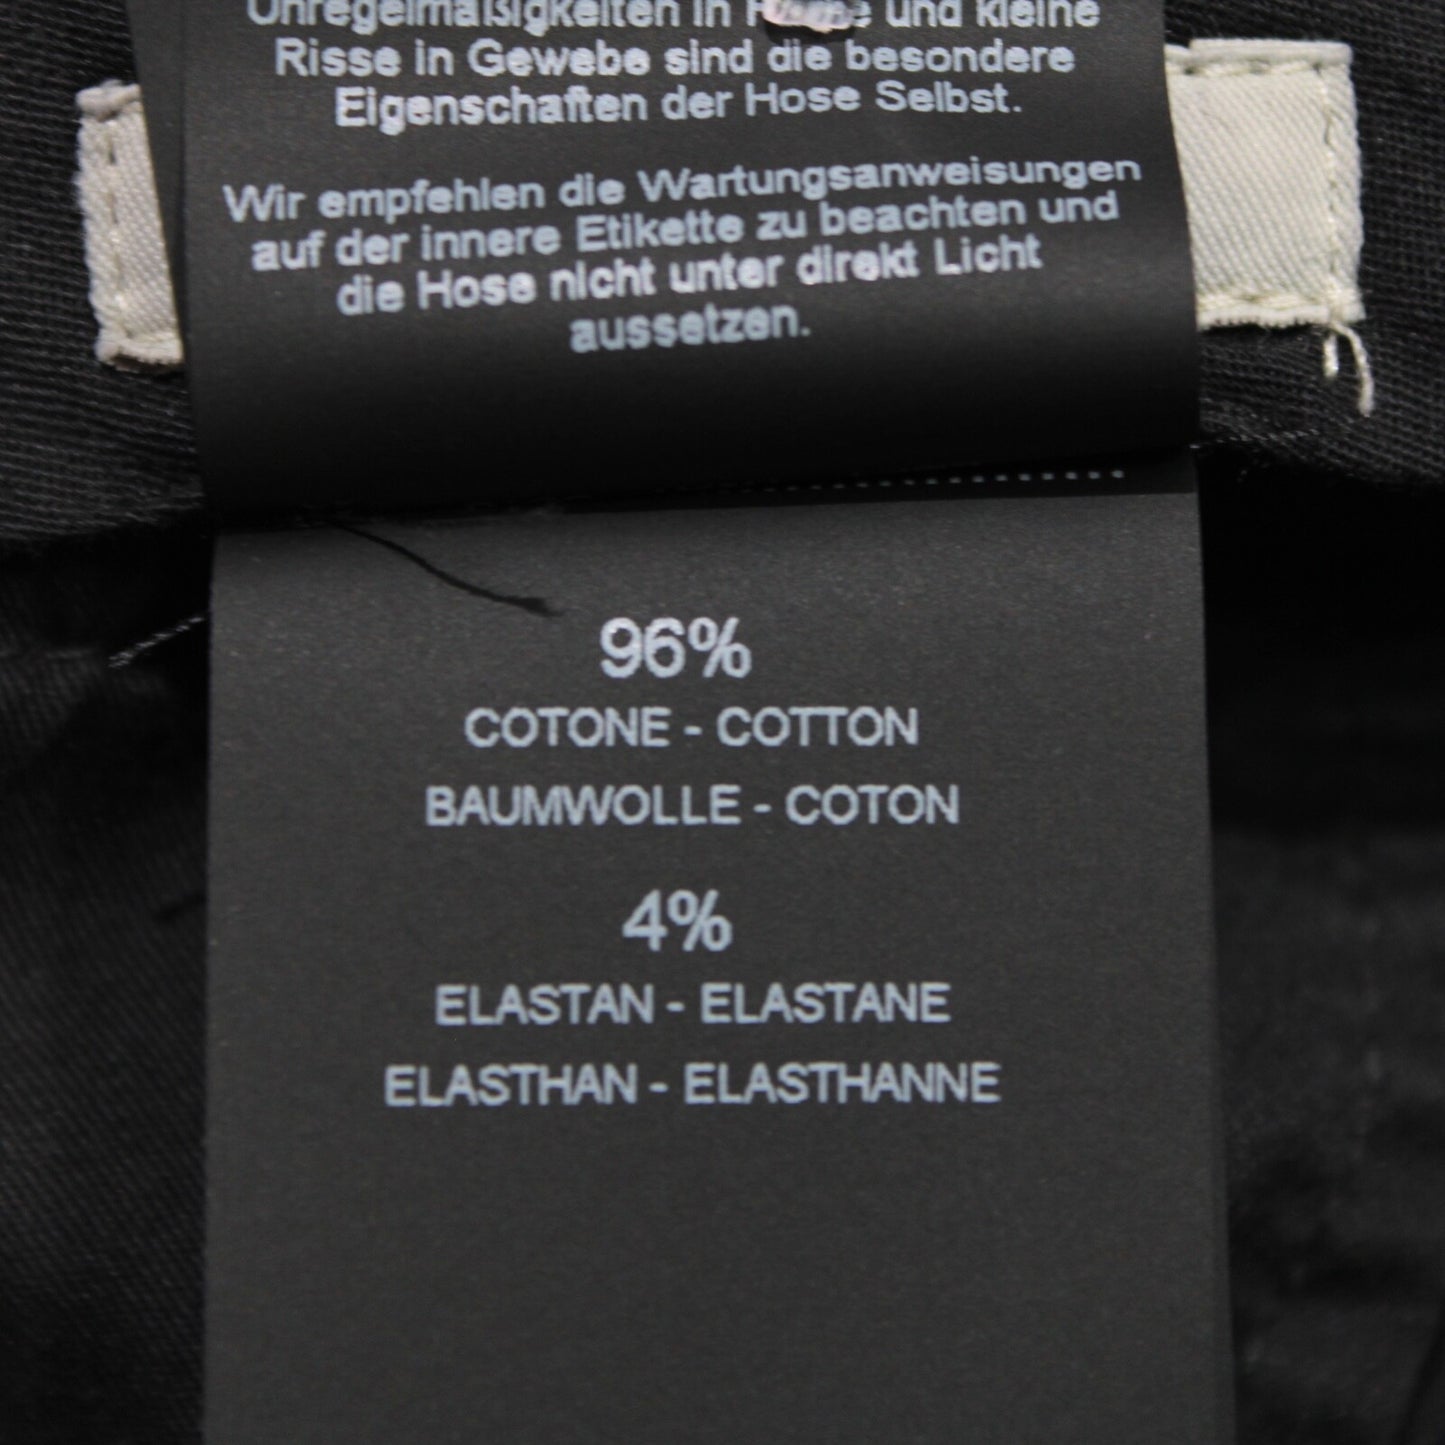 Unregelmäßigkeiten in und kleine
Risse in Gewebe sind die besondere
Eigenschaften der Hose Selbst.
Wir empfehlen die Wartungsanweisungen
auf der innere Etikette zu beachten und
die Hose nicht unter direkt Licht
aussetzen.
96%
COTONE - COTTON
BAUMWOLLE - COTON
4%
ELASTAN - ELASTANE
ELASTHAN - ELASTHANNE